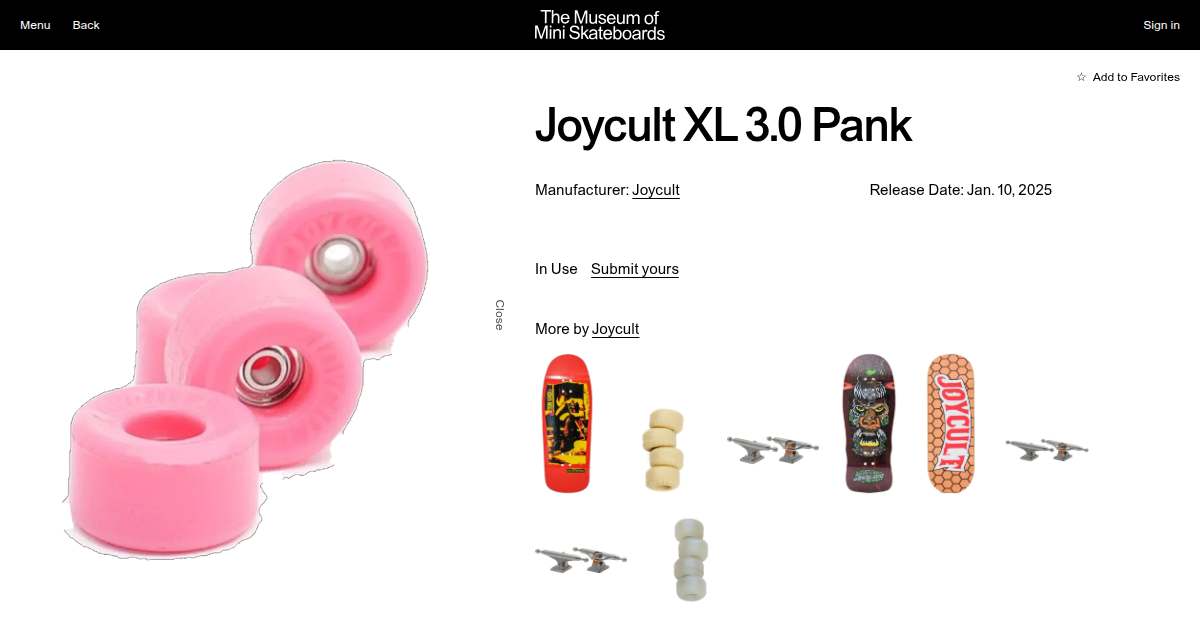 Menu
Back
The Museum of
Mini Skateboards
Sign in
☆ Add to Favorites
Joycult XL 3.0 Pank
Manufacturer: Joycult
Release Date: Jan. 10, 2025
In Use
Submit yours
Close
More by Joycult
JOYCULT
JOYCULT